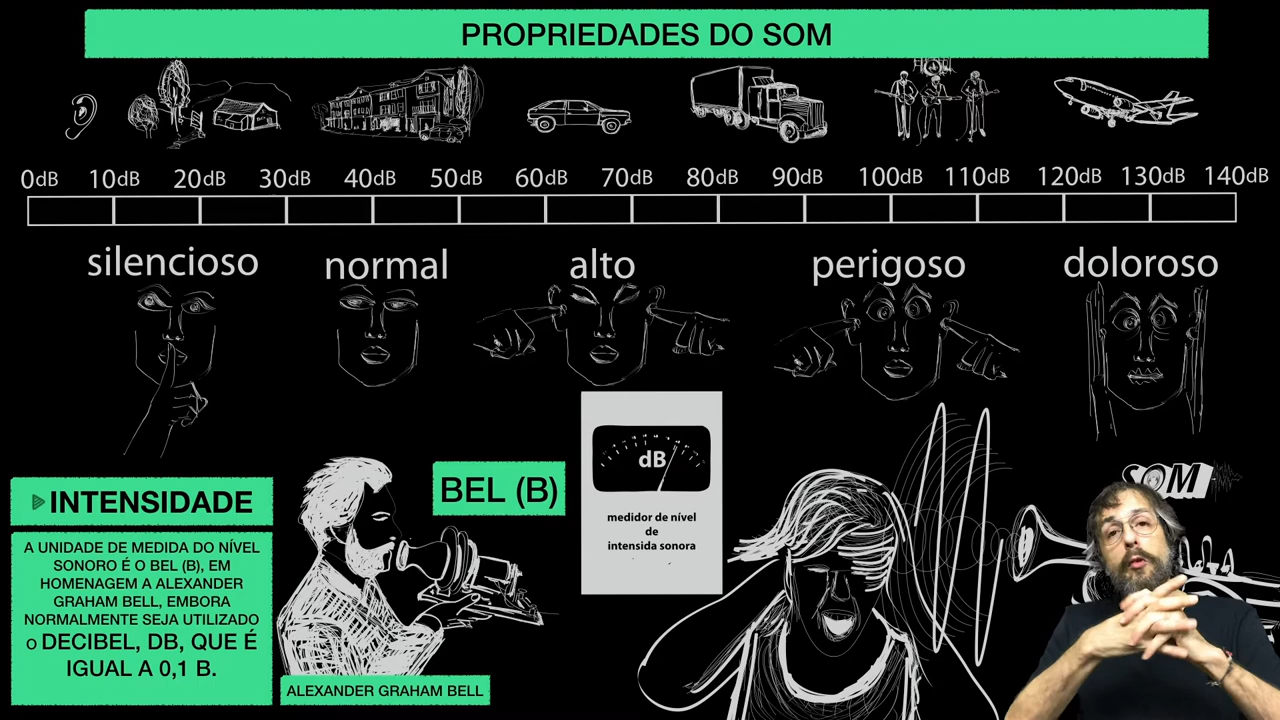 PROPRIEDADES DO SOM
0dB 10dB 20dB 30dB 40dB 50dB 60dB 70dB 80dB 90dB 100dB 110dB 120dB 130dB 140dB
silencioso normal alto perigoso doloroso
INTENSIDADE
A UNIDADE DE MEDIDA DO NÍVEL
SONORO É O BEL (B), EM
HOMENAGEM A ALEXANDER
GRAHAM BELL, EMBORA
NORMALMENTE SEJA UTILIZADO
O DECIBEL, DB, QUE É
IGUAL A 0,1 B.
BEL (B)
ALEXANDER GRAHAM BELL
dB
medidor de nível
de
intensida sonora
SOM